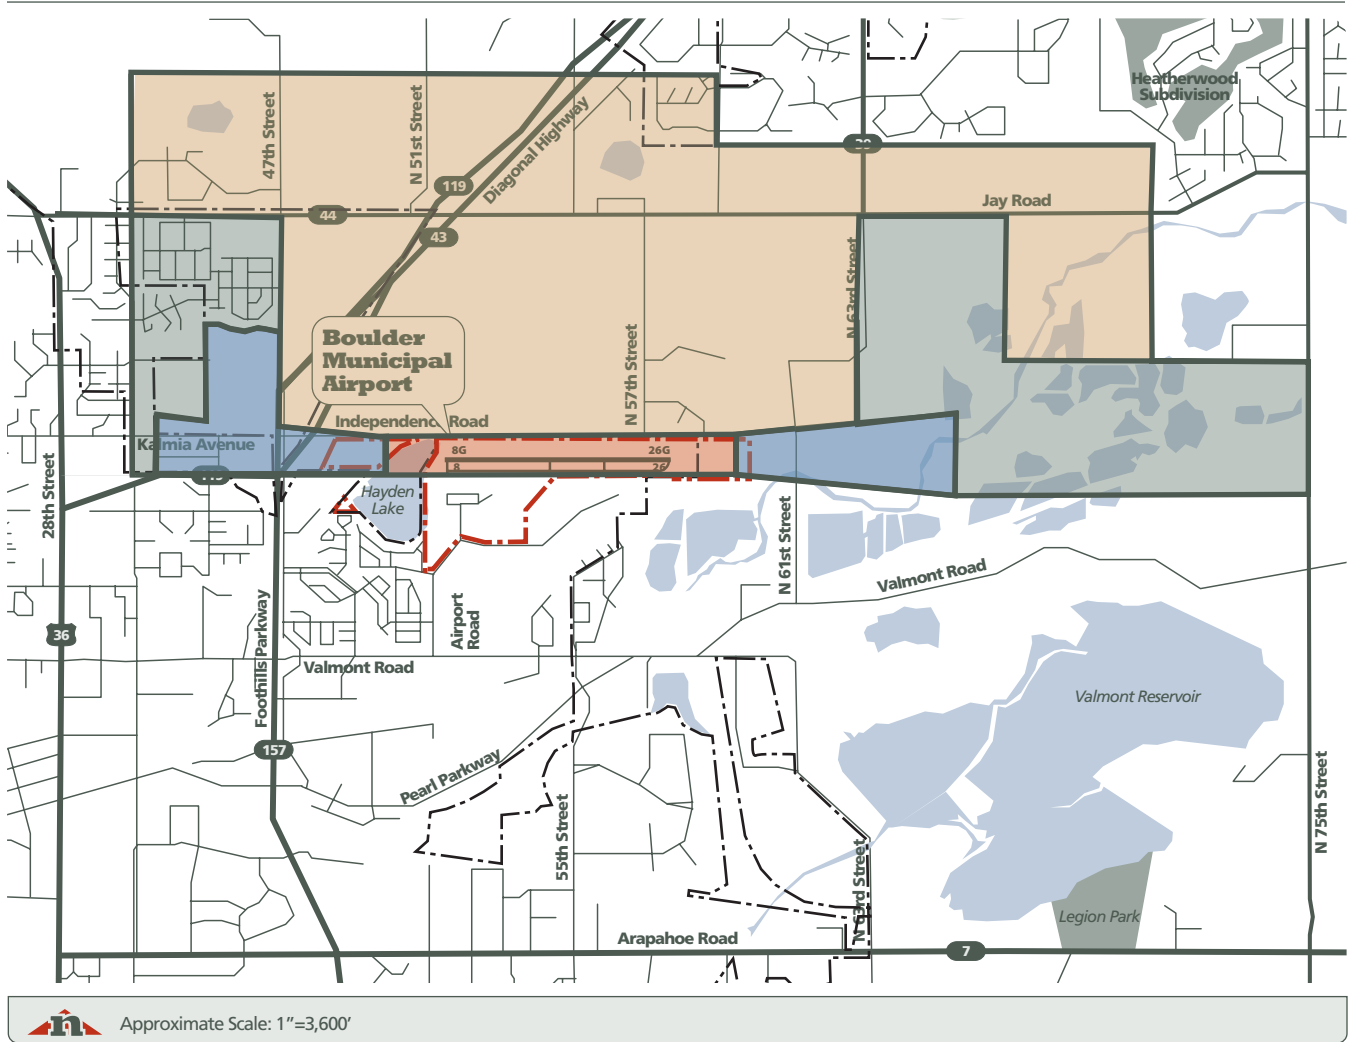 Heatherwood
Subdivision
47th Street
N 51st Street
Diagonal Highway
119
44
43
Jay Road
N 63rd Street
Boulder
Municipal
Airport
N 57th Street
Independence Road
Kalmia Avenue
8G
26G
8
26
28th Street
Hayden
Lake
N 61st Street
Valmont Road
36
Foothills Parkway
Airport
Road
Valmont Road
Valmont Reservoir
157
Pearl Parkway
55th Street
N 75th Street
N 63rd Street
Legion Park
Arapahoe Road
7
n
Approximate Scale: 1”=3,600’